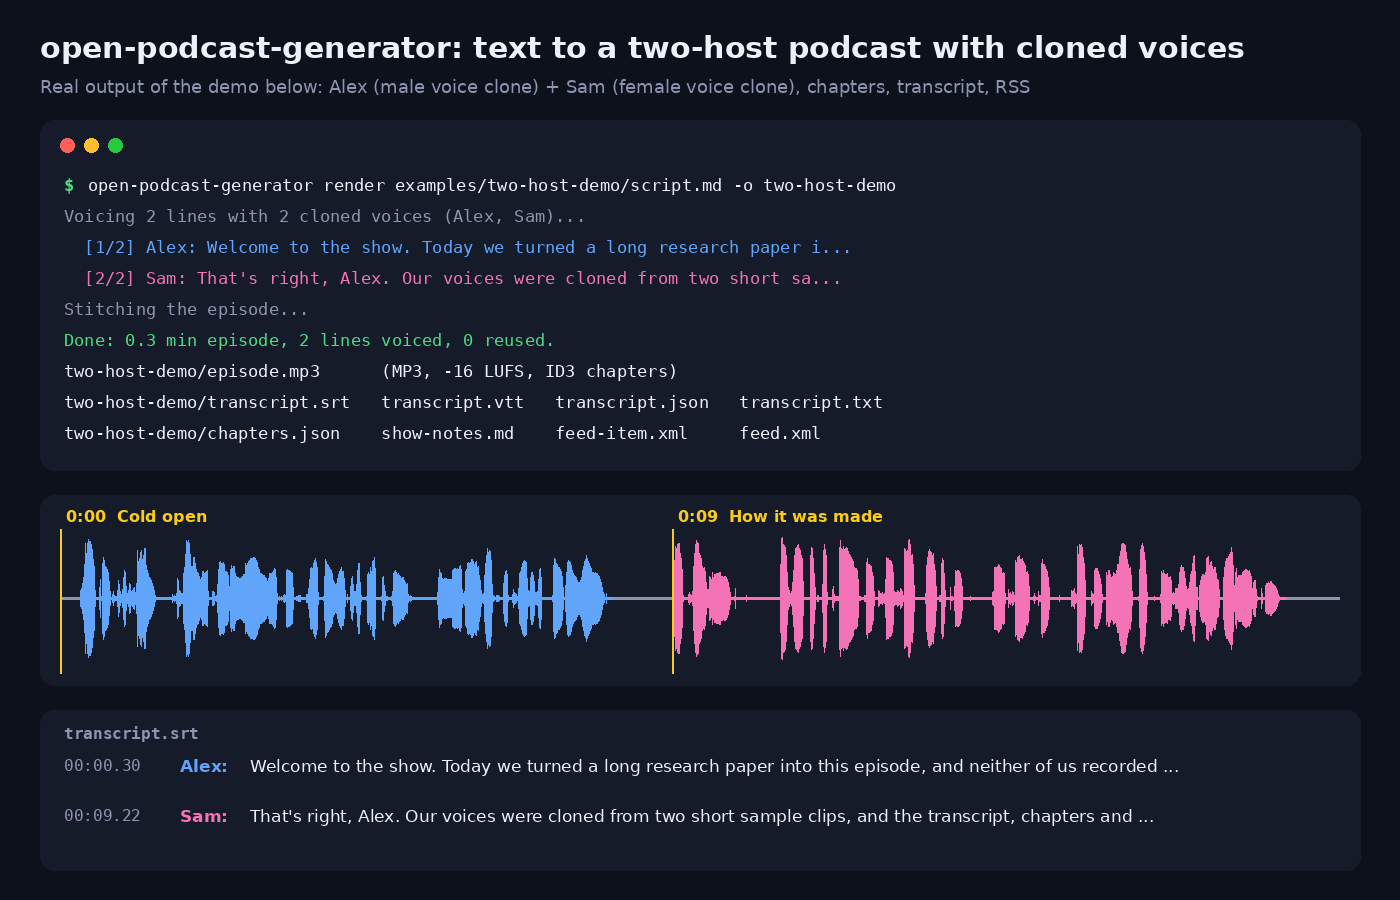 open-podcast-generator: text to a two-host podcast with cloned voices
Real output of the demo below: Alex (male voice clone) + Sam (female voice clone), chapters, transcript, RSS
$ open-podcast-generator render examples/two-host-demo/script.md -o two-host-demo
Voicing 2 lines with 2 cloned voices (Alex, Sam)...
[1/2] Alex: Welcome to the show. Today we turned a long research paper i...
[2/2] Sam: That's right, Alex. Our voices were cloned from two short sa...
Stitching the episode...
Done: 0.3 min episode, 2 lines voiced, 0 reused.
two-host-demo/episode.mp3 (MP3, -16 LUFS, ID3 chapters)
two-host-demo/transcript.srt transcript.vtt transcript.json transcript.txt
two-host-demo/chapters.json show-notes.md feed-item.xml feed.xml
0:00 Cold open 0:09 How it was made
transcript.srt
00:00.30 Alex: Welcome to the show. Today we turned a long research paper into this episode, and neither of us recorded ...
00:09.22 Sam: That's right, Alex. Our voices were cloned from two short sample clips, and the transcript, chapters and ...